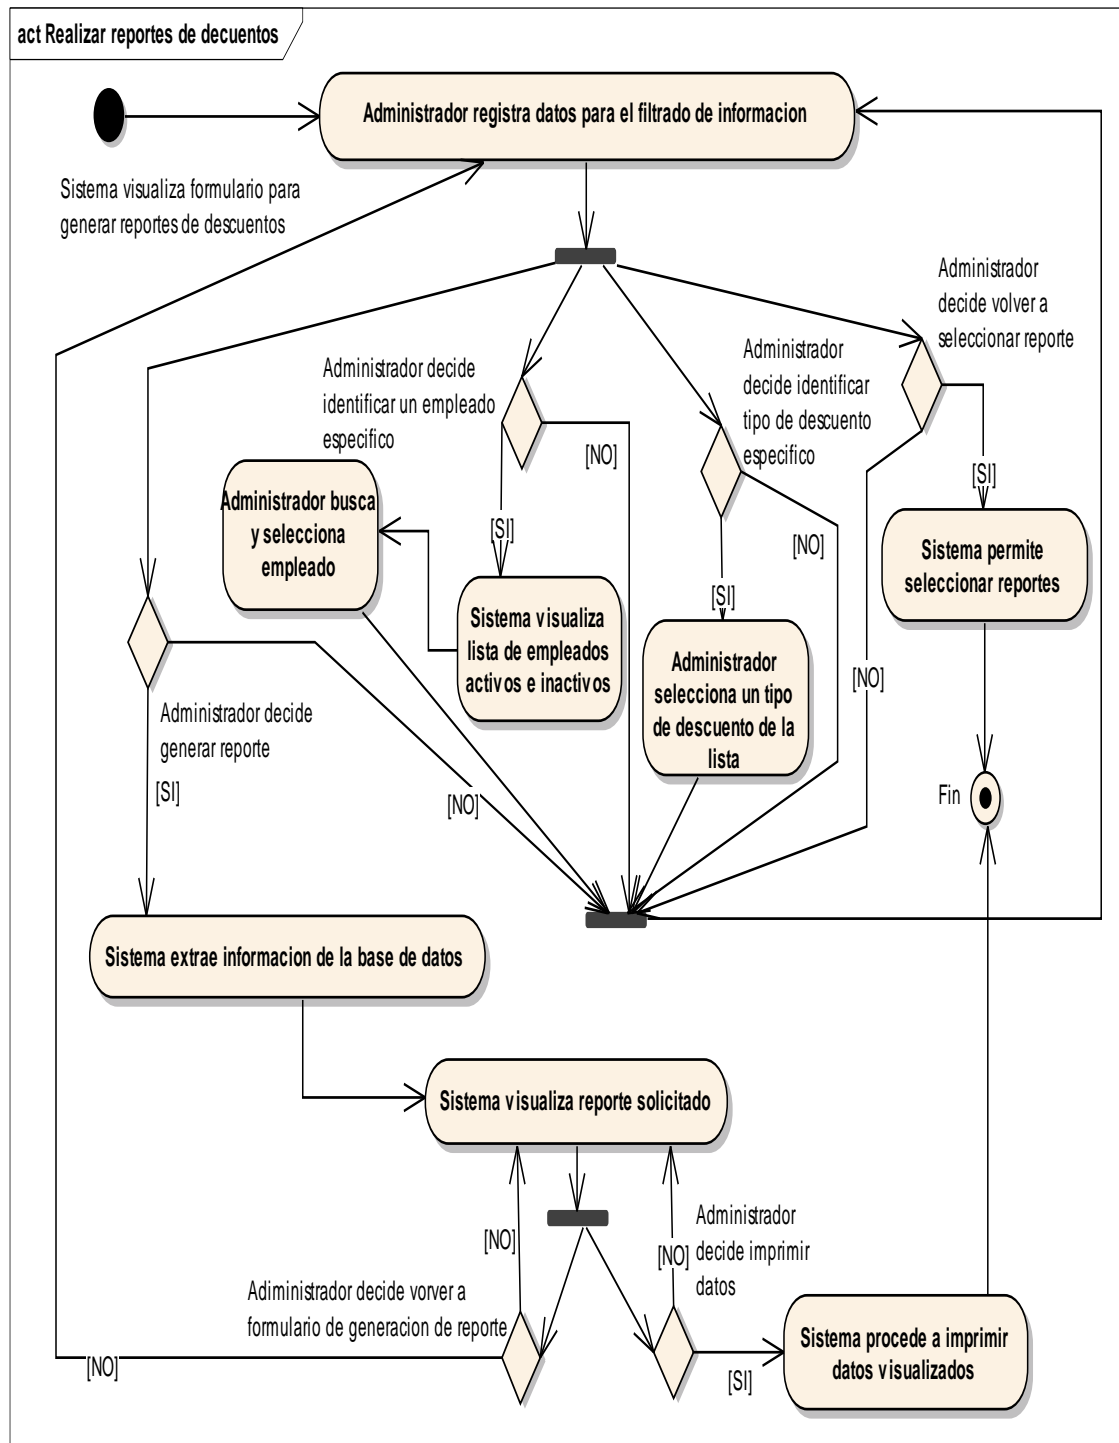 act Realizar reportes de decuentos
Administrador registra datos para el filtrado de informacion
Sistema visualiza formulario para
generar reportes de descuentos
Administrador
decide volver a
seleccionar reporte
Administrador decide
identificar un empleado
especifico
Administrador
decide identificar
tipo de descuento
especifico
[NO]
[SI]
Administrador busca
y selecciona
empleado
[SI]
[NO]
Sistema permite
seleccionar reportes
Sistema visualiza
lista de empleados
activos e inactivos
[SI]
Administrador
selecciona un tipo
de descuento de la
lista
[NO]
Administrador decide
generar reporte
[SI]
[NO]
Fin
Sistema extrae informacion de la base de datos
Sistema visualiza reporte solicitado
[NO]
Administrador
decide imprimir
datos
[NO]
Adiministrador decide vorver a
formulario de generacion de reporte
Sistema procede a imprimir
datos visualizados
[NO]
[SI]